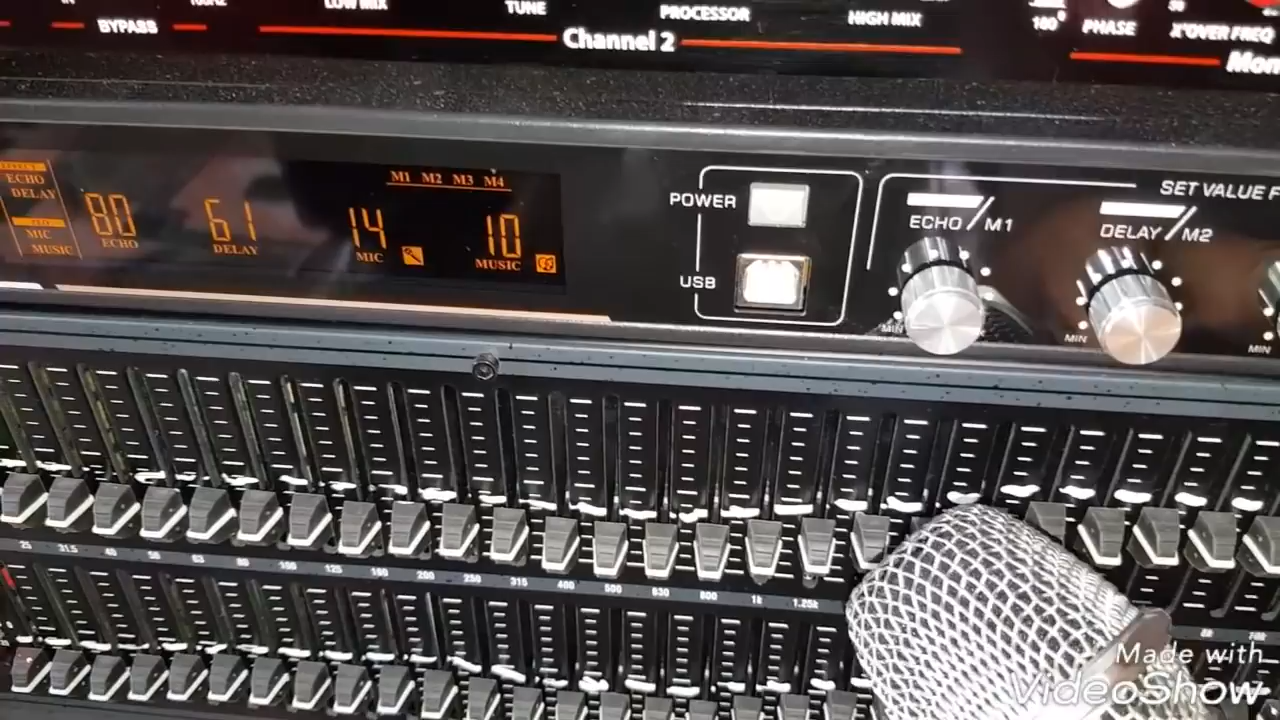 LOW MIX TUNE PROCESSOR HIGH MIX 180° PHASE X'OVER FREQ
BYPASS Channel 2
ECHO
DELAY
MIC
MUSIC
M1 M2 M3 M4
80 61 14 10
ECHO DELAY MIC MUSIC
POWER
USB
SET VALUE
ECHO / M1 DELAY / M2
MIN MIN MIN
25 31.5 40 50 63 80 100 125 160 200 250 315 400 500 630 800 1k 1.25k
Made with
VideoShow